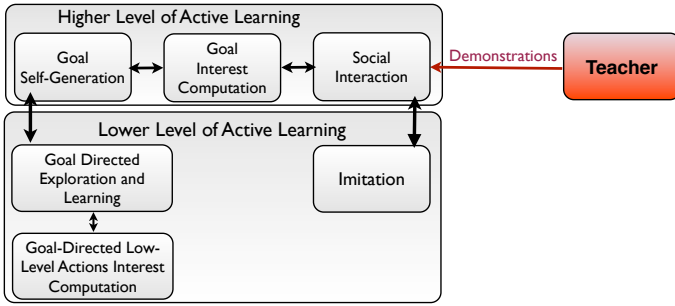 Higher Level of Active Learning
Goal
Self-Generation
Goal
Interest
Computation
Social
Interaction
Demonstrations
Teacher
Lower Level of Active Learning
Goal Directed
Exploration and
Learning
Imitation
Goal-Directed Low-
Level Actions Interest
Computation